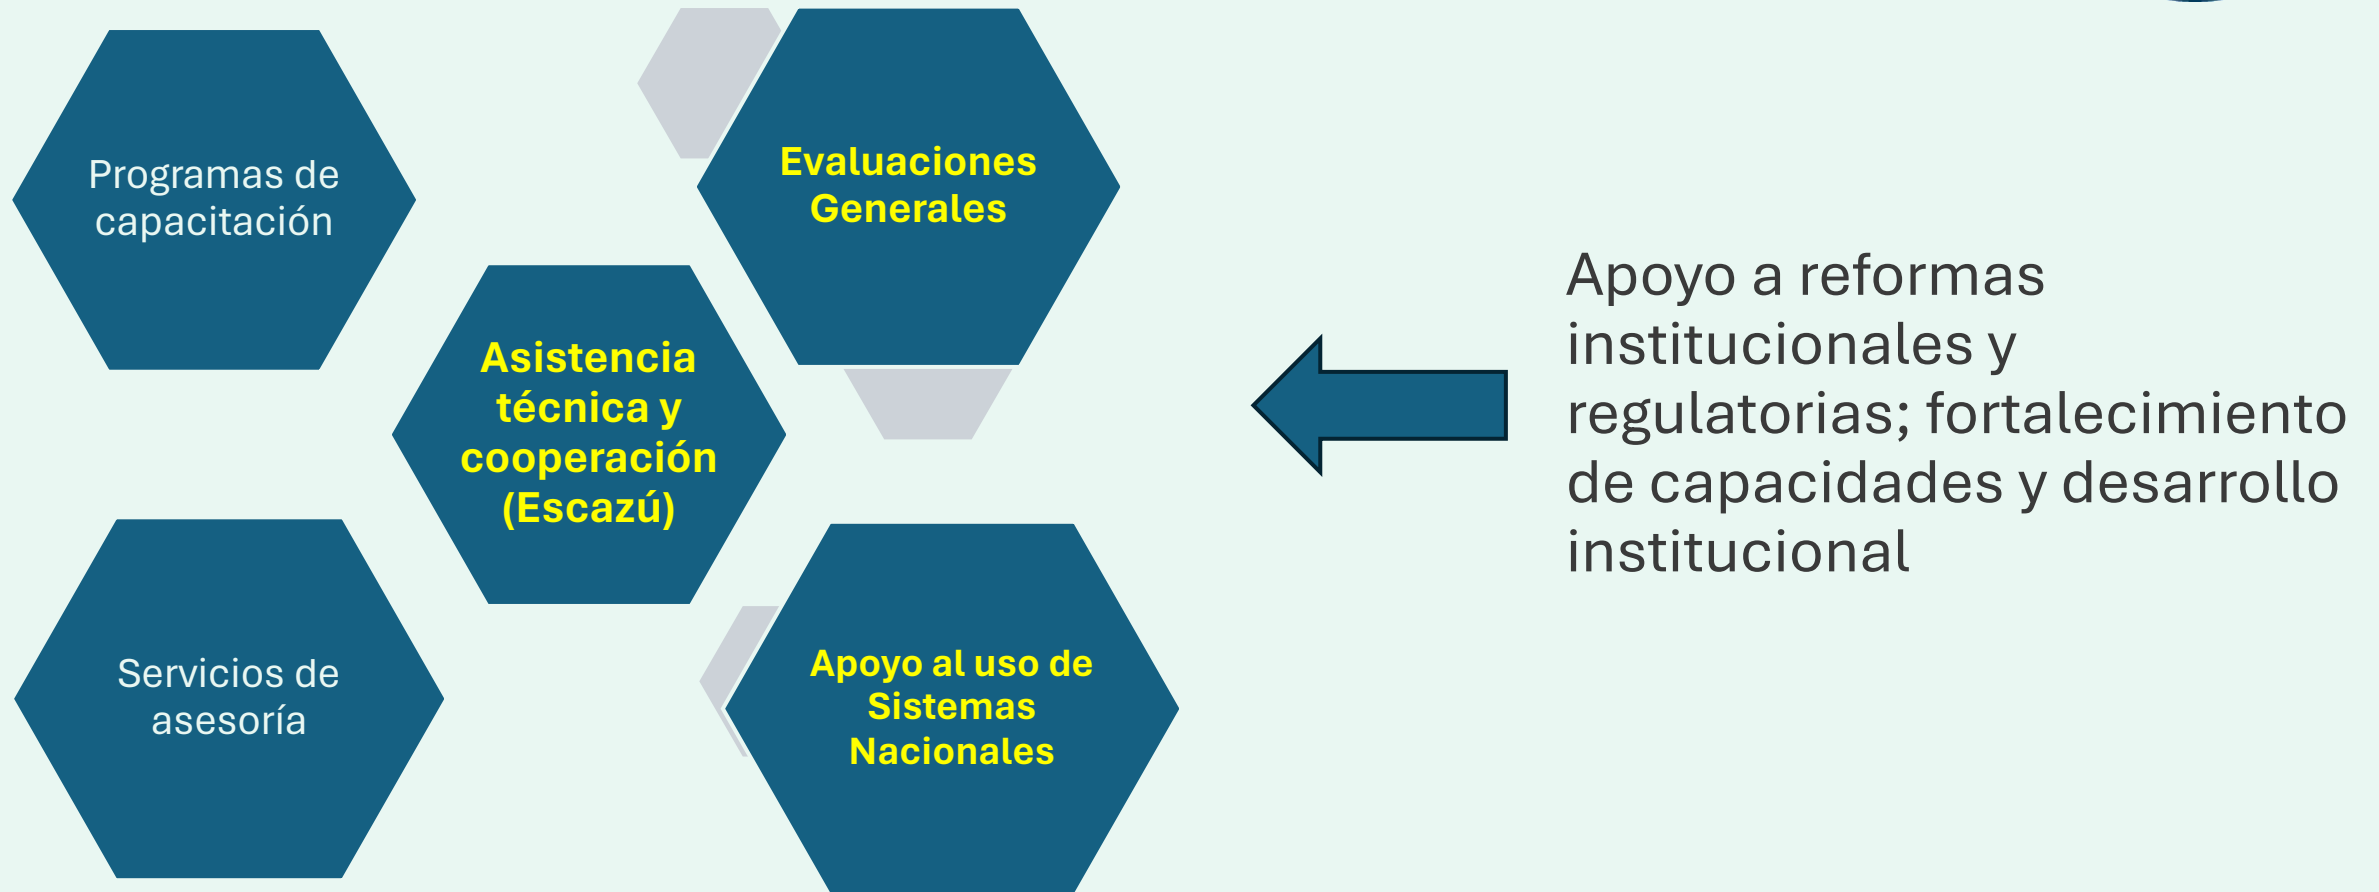 Programas de
capacitación
Evaluaciones
Generales
Asistencia
técnica y
cooperación
(Escazú)
Servicios de
asesoría
Apoyo al uso de
Sistemas
Nacionales
Apoyo a reformas
institucionales y
regulatorias; fortalecimiento
de capacidades y desarrollo
institucional